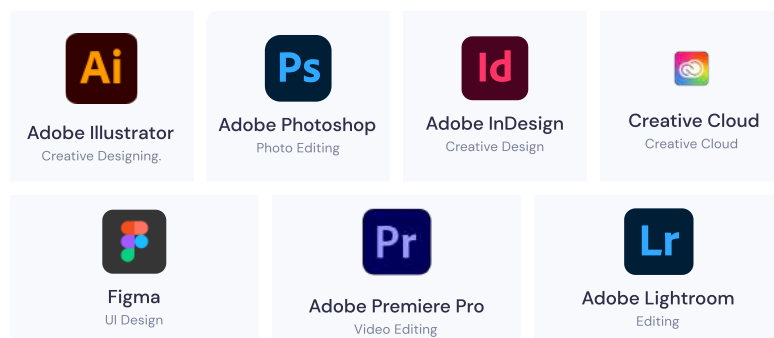 Ai
Adobe Illustrator
Creative Designing.
Ps
Adobe Photoshop
Photo Editing
Id
Adobe InDesign
Creative Design
Creative Cloud
Creative Cloud
Figma
UI Design
Pr
Adobe Premiere Pro
Video Editing
Lr
Adobe Lightroom
Editing